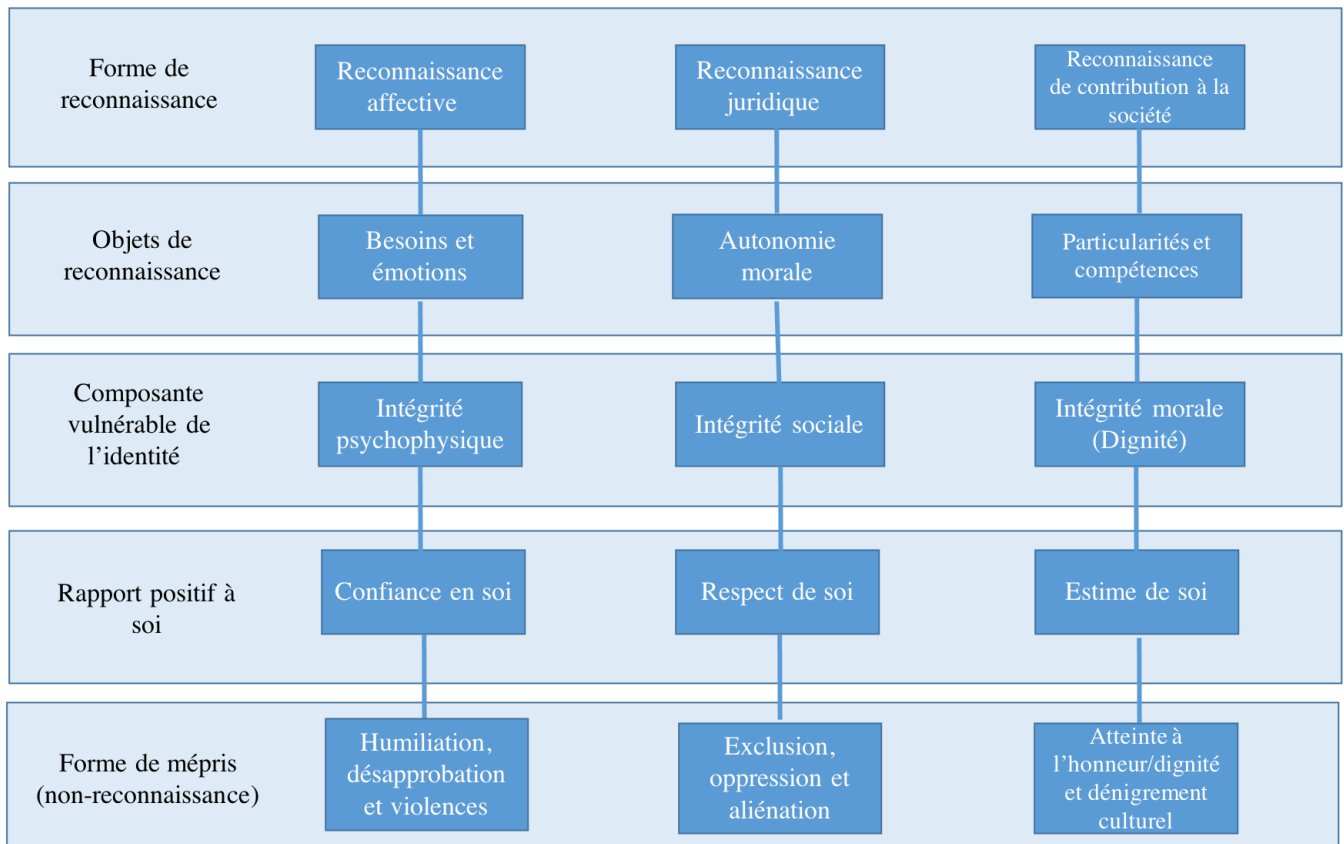 Forme de
reconnaissance
Reconnaissance
affective
Reconnaissance
juridique
Reconnaissance
de contribution à la
société
Objets de
reconnaissance
Besoins et
émotions
Autonomie
morale
Particularités et
compétences
Composante
vulnérable de
l’identité
Intégrité
psychophysique
Intégrité sociale
Intégrité morale
(Dignité)
Rapport positif à
soi
Confiance en soi
Respect de soi
Estime de soi
Forme de mépris
(non-reconnaissance)
Humiliation,
désapprobation
et violences
Exclusion,
oppression et
aliénation
Atteinte à
l’honneur/dignité
et dénigrement
culturel